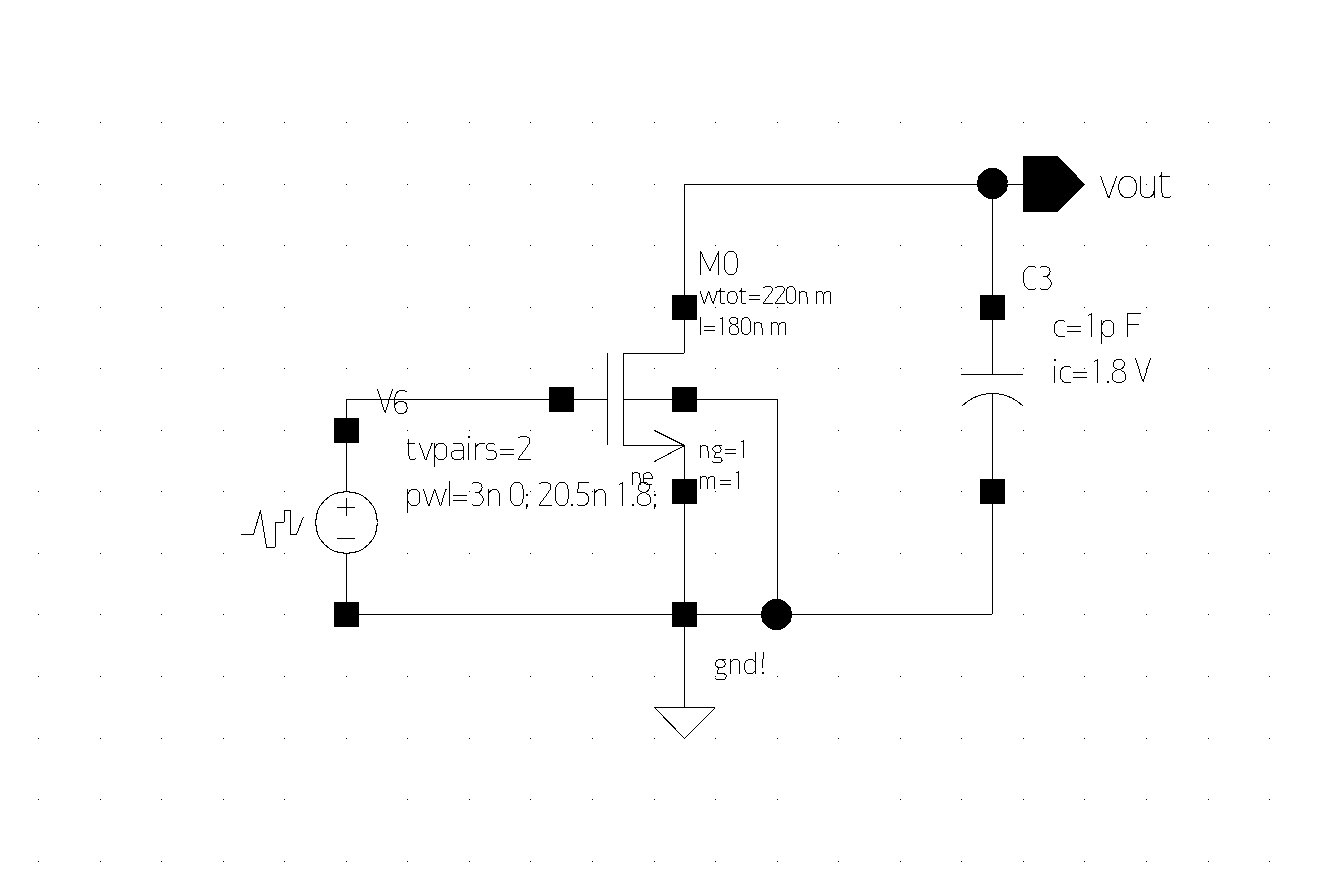 vout
M0
wtot=220n m
l=180n m
C3
c=1p F
ic=1.8 V
V6
tvpairs=2
pwl=3n 0; 20.5n 1.8;
ng=1
m=1
ne
gnd!